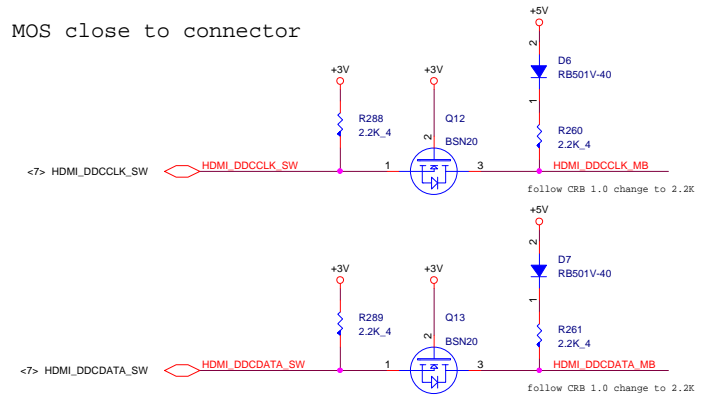 MOS close to connector
+5V
2
D6
RB501V-40
1
+3V
+3V
R288
2.2K_4
Q12
BSN20
2
R260
2.2K_4
<7> HDMI_DDCCLK_SW
HDMI_DDCCLK_SW
1
3
HDMI_DDCCLK_MB
follow CRB 1.0 change to 2.2K
+5V
2
D7
RB501V-40
1
+3V
+3V
R289
2.2K_4
Q13
BSN20
2
R261
2.2K_4
<7> HDMI_DDCDATA_SW
HDMI_DDCDATA_SW
1
3
HDMI_DDCDATA_MB
follow CRB 1.0 change to 2.2K